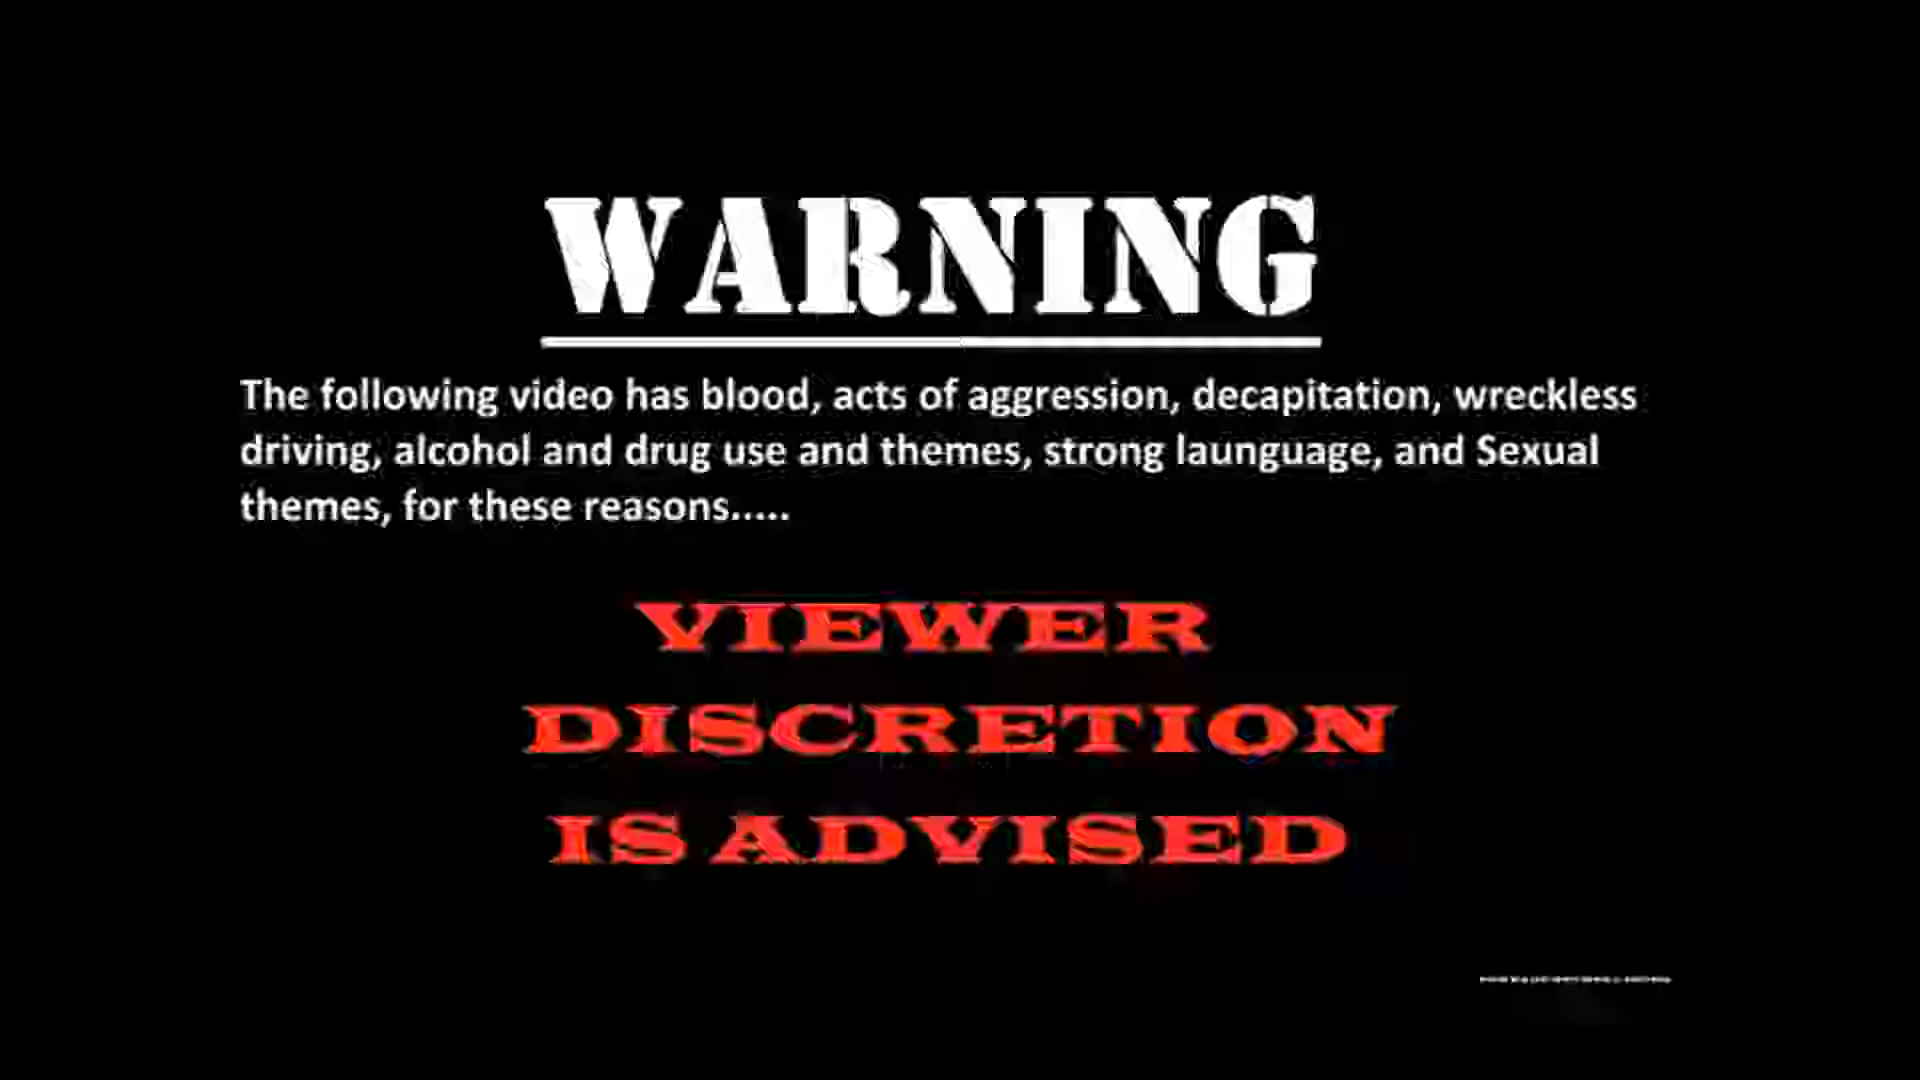 WARNING
The following video has blood, acts of aggression, decapitation, wreckless
driving, alcohol and drug use and themes, strong launguage, and Sexual
themes, for these reasons.....
VIEWER
DISCRETION
IS ADVISED